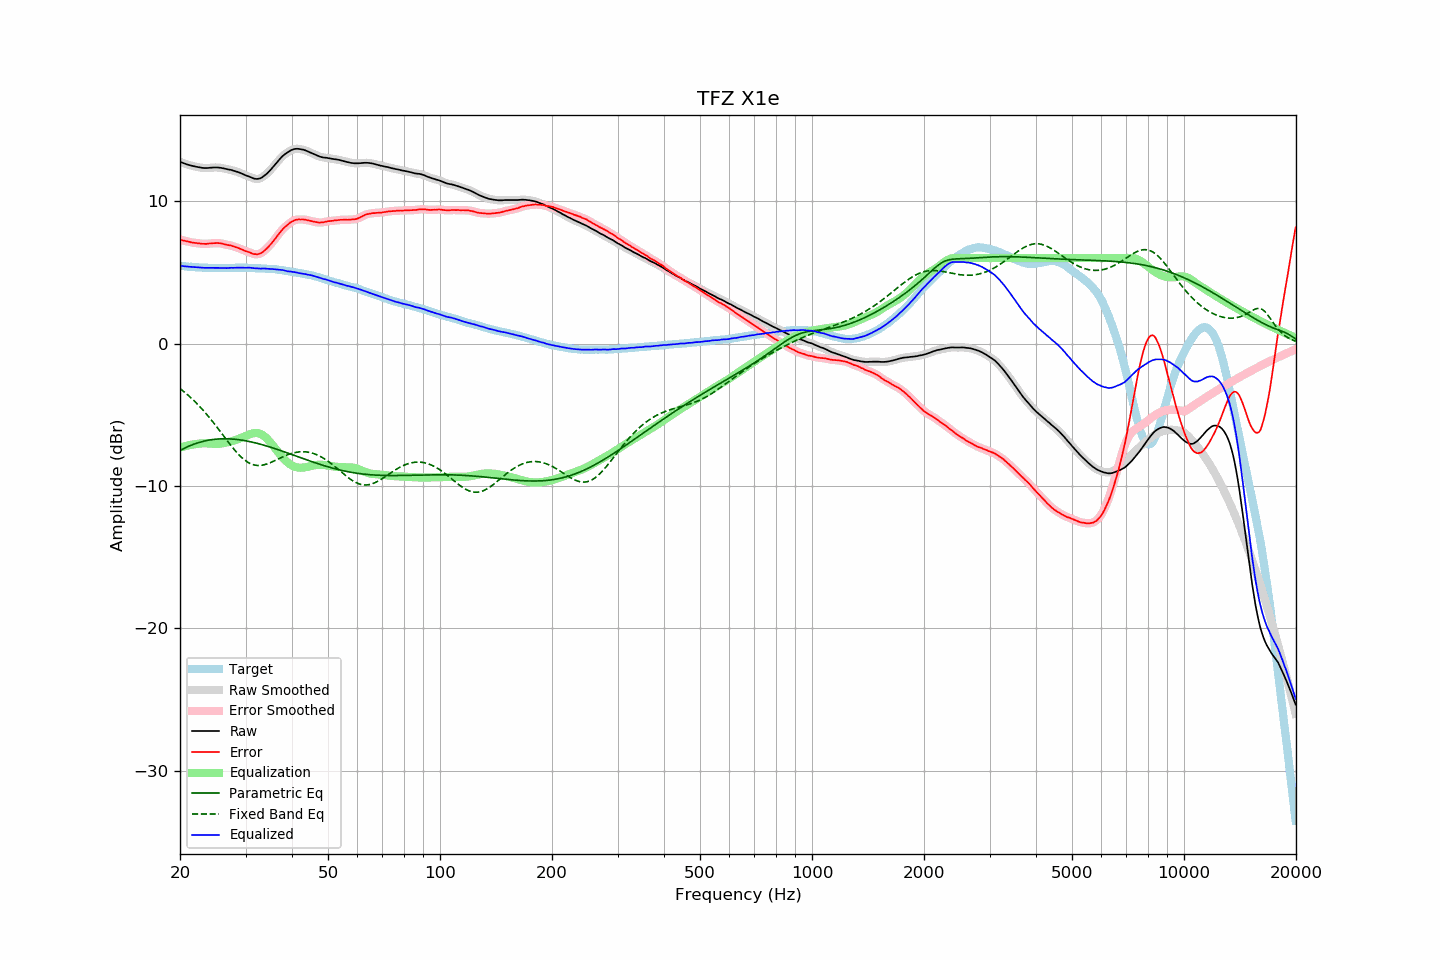 TFZ X1e
Amplitude (dBr)
10
0
−10
−20
−30
Target
Raw Smoothed
Error Smoothed
Raw
Error
Equalization
Parametric Eq
Fixed Band Eq
Equalized
20 50 100 200 500 1000 2000 5000 10000 20000
Frequency (Hz)